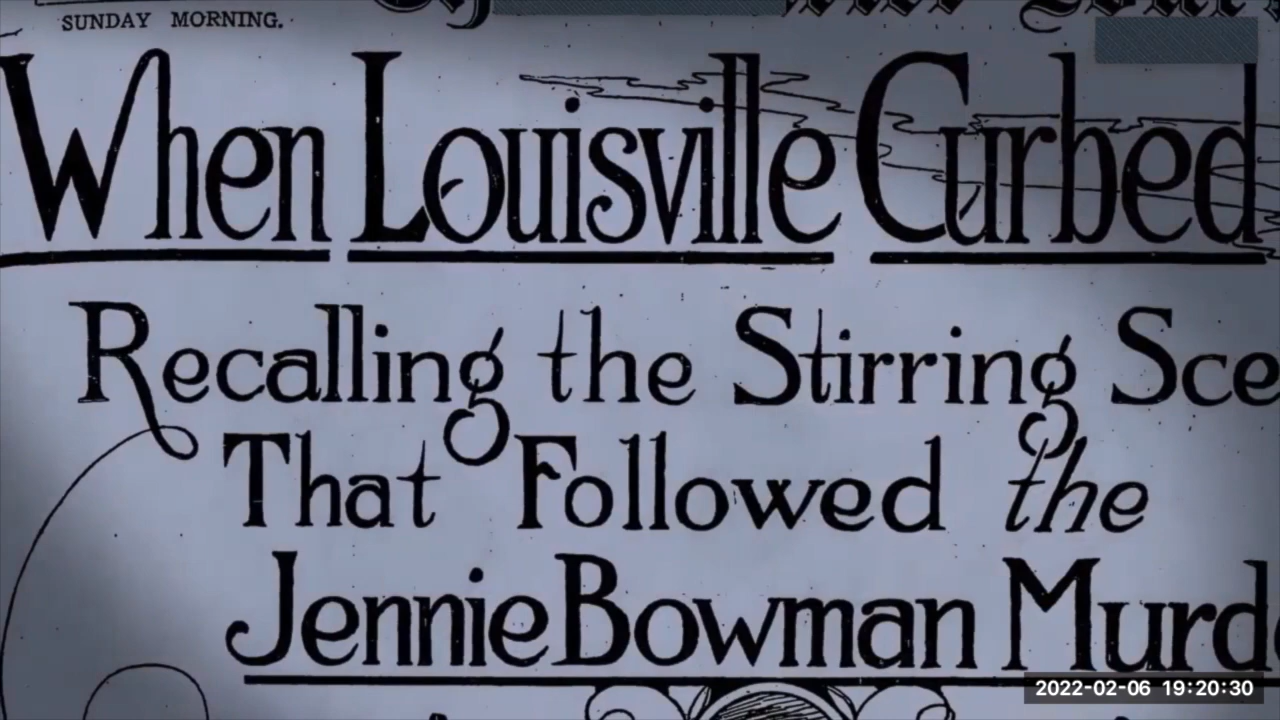 SUNDAY MORNING.
When Louisville Curbed
Recalling the Stirring Sce
That Followed the
Jennie Bowman Murd
2022-02-06 19:20:30